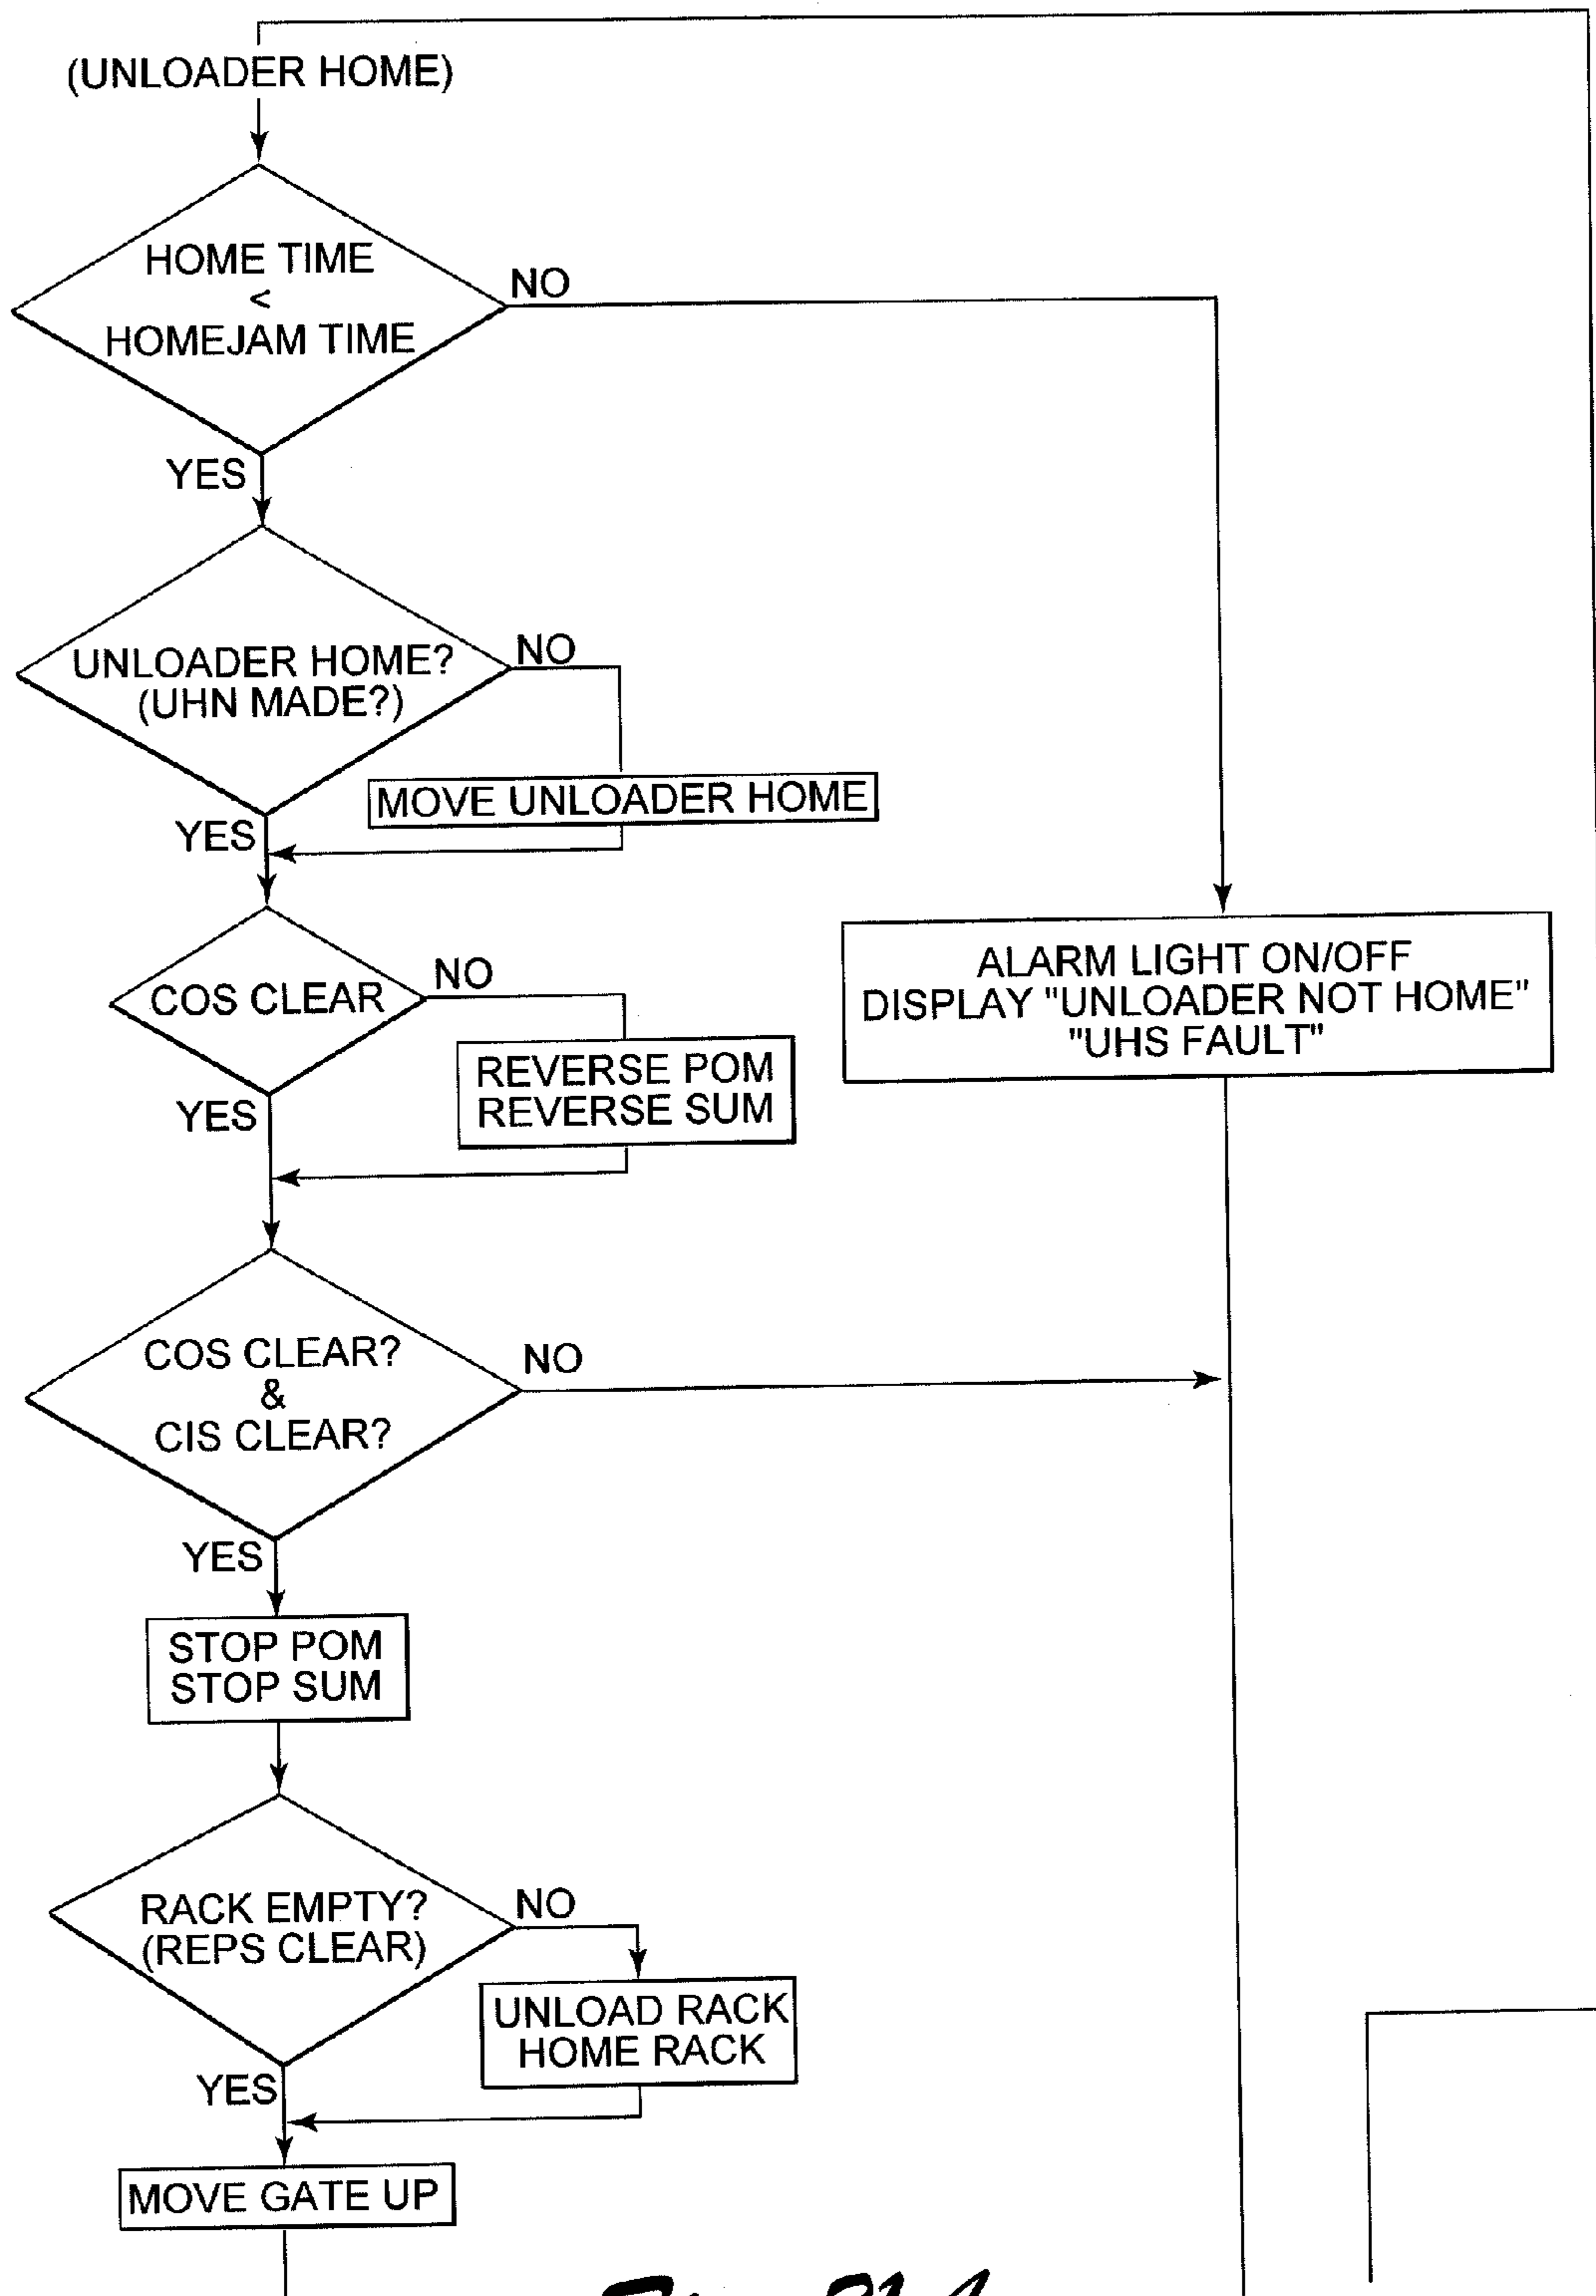 (UNLOADER HOME)
HOME TIME
<
HOMEJAM TIME
NO
YES
UNLOADER HOME?
(UHN MADE?)
NO
MOVE UNLOADER HOME
YES
COS CLEAR
NO
REVERSE POM
REVERSE SUM
YES
ALARM LIGHT ON/OFF
DISPLAY "UNLOADER NOT HOME"
"UHS FAULT"
COS CLEAR?
&
CIS CLEAR?
NO
YES
STOP POM
STOP SUM
RACK EMPTY?
(REPS CLEAR)
NO
UNLOAD RACK
HOME RACK
YES
MOVE GATE UP